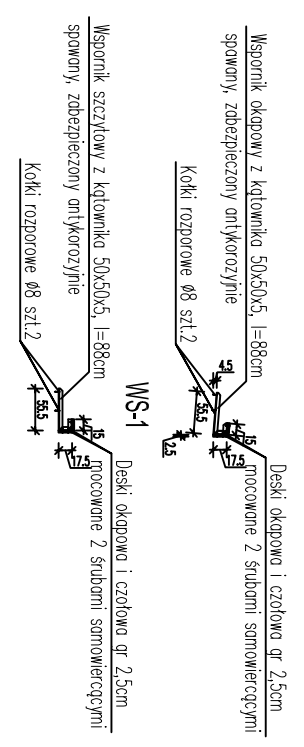 Wspornik okapowy z kątownika 50x50x5, l=88cm
spawany, zabezpieczony antykorozyjnie
Kołki rozporowe ø8 szt.2
4.5
55.5
2.5
15
17.5
Deski okapowa i czołowa gr 2,5cm
mocowane 2 śrubami samowiercącymi
WS-1
Wspornik szczytowy z kątownika 50x50x5, l=88cm
spawany, zabezpieczony antykorozyjnie
Kołki rozporowe ø8 szt.2
55.5
15
17.5
Deski okapowa i czołowa gr 2,5cm
mocowane 2 śrubami samowiercącymi